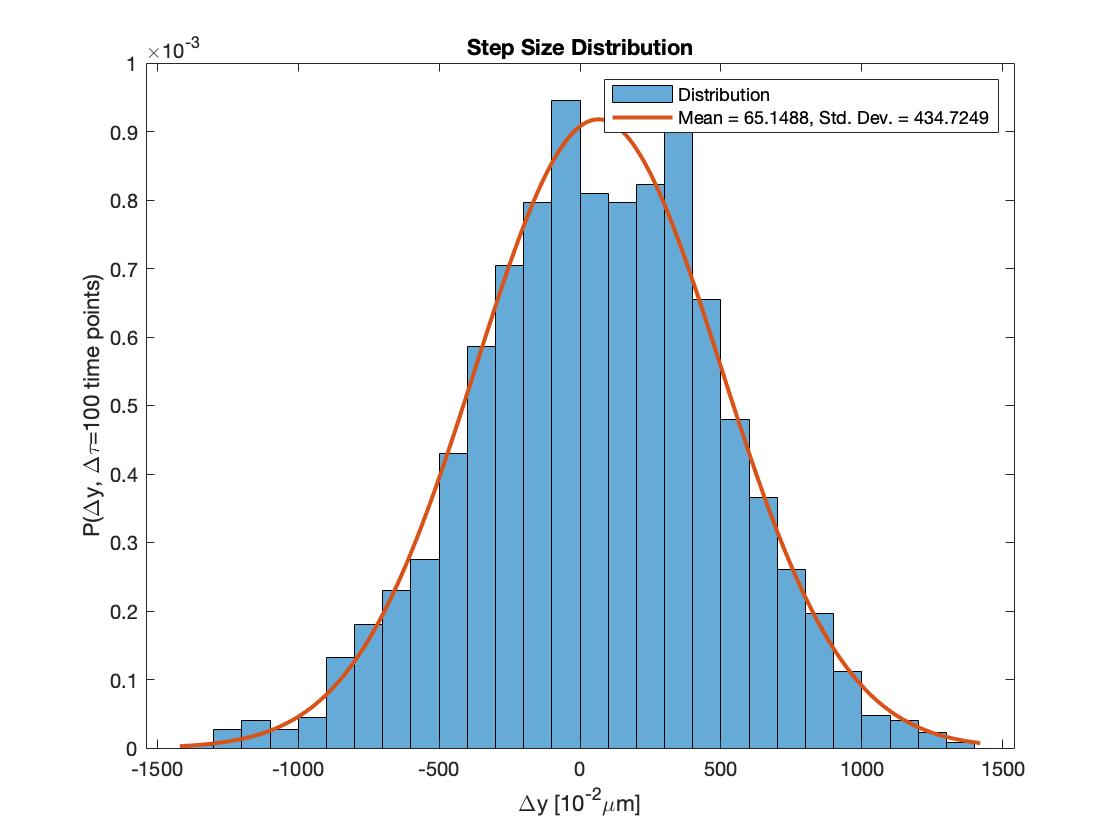 Step Size Distribution
×10⁻³
Distribution
Mean = 65.1488, Std. Dev. = 434.7249
1
0.9
0.8
0.7
0.6
0.5
0.4
0.3
0.2
0.1
0
P(Δy, Δτ=100 time points)
-1500 -1000 -500 0 500 1000 1500
Δy [10⁻²μm]